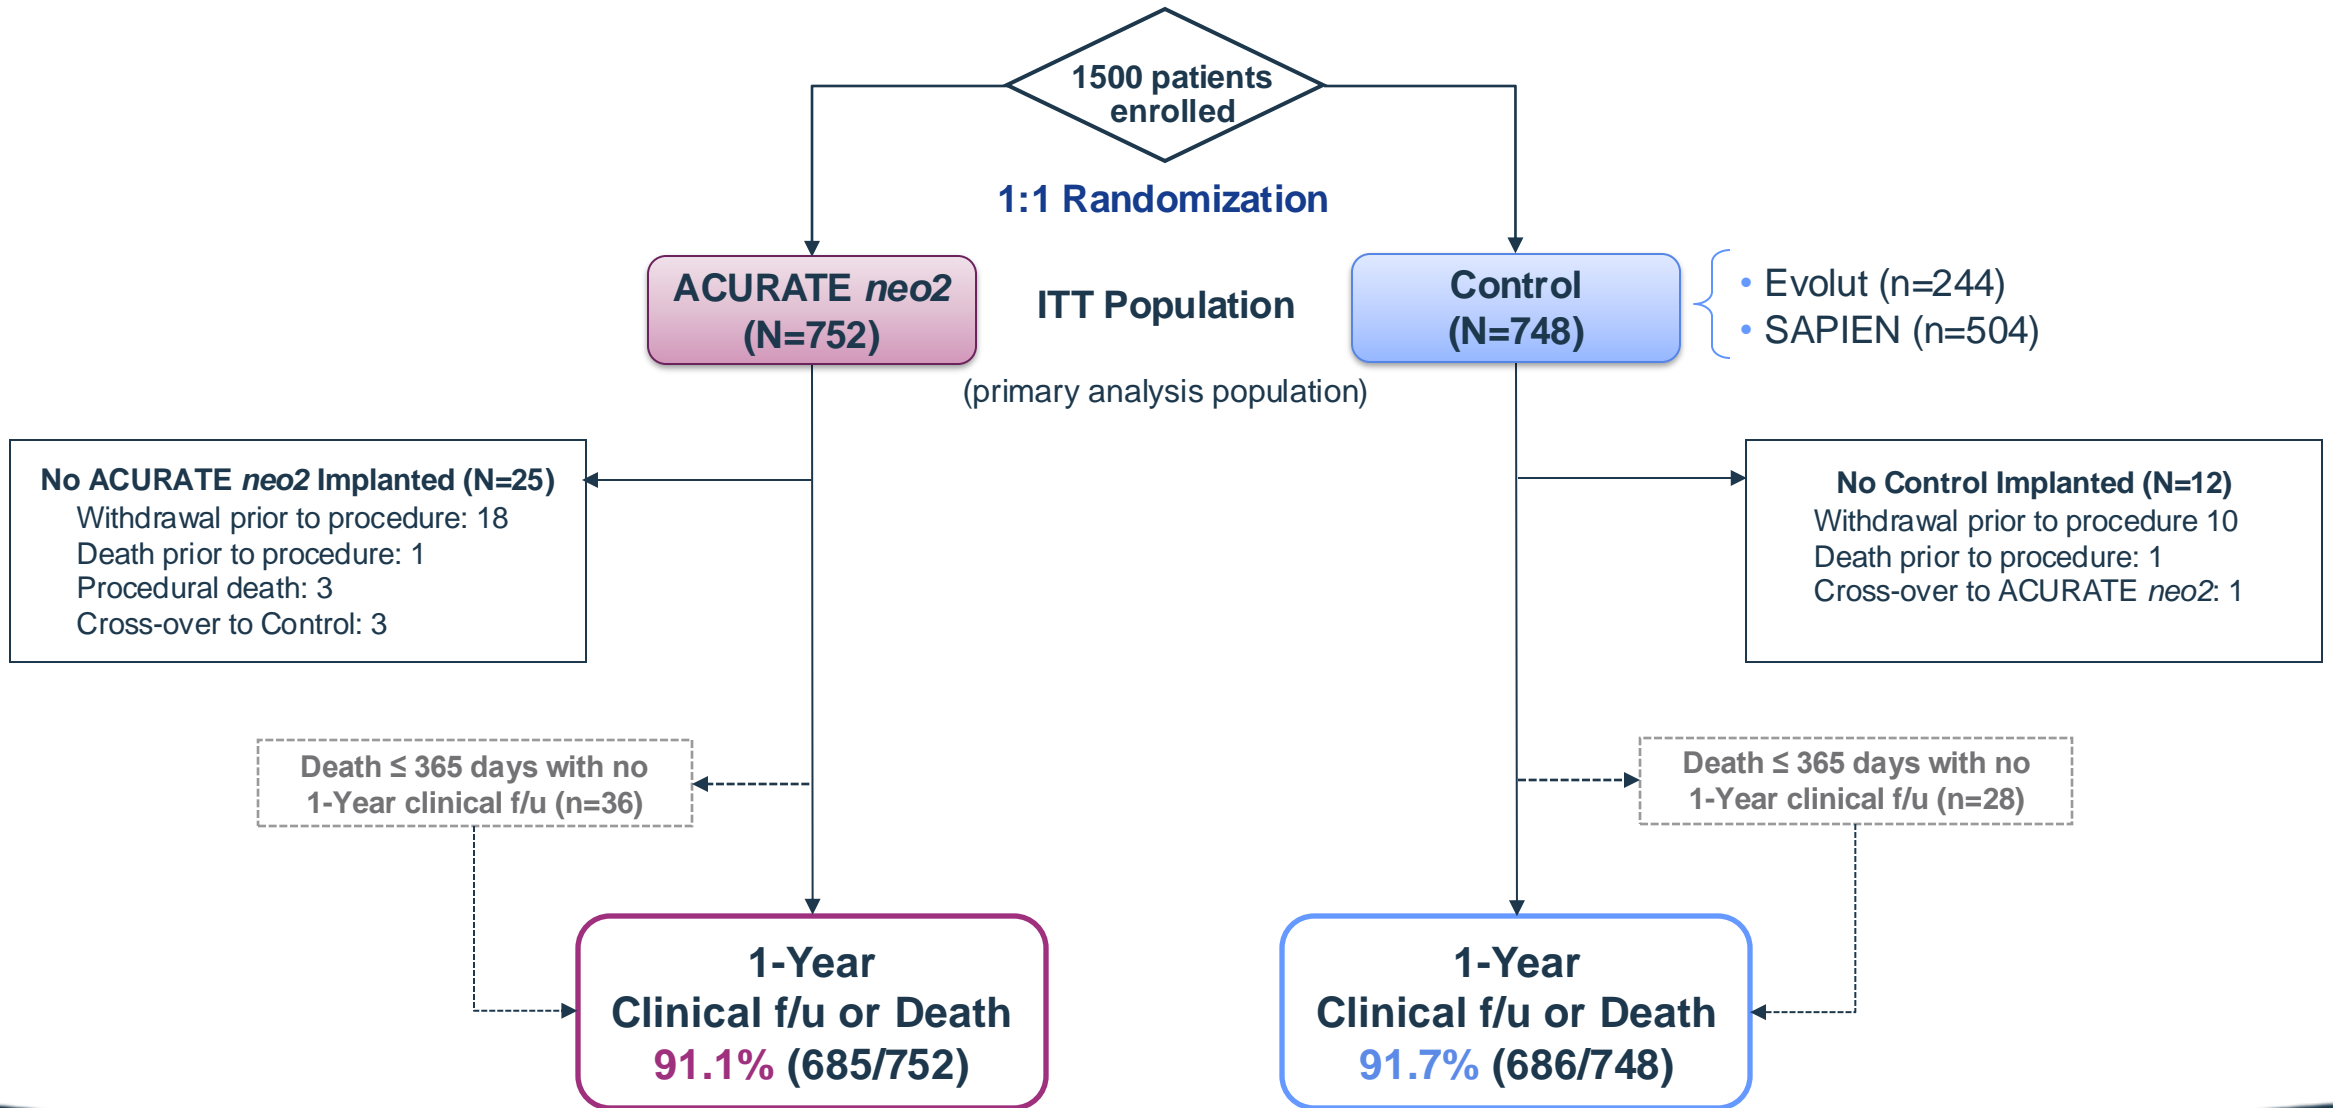 1500 patients
enrolled
1:1 Randomization
ACURATE neo2
(N=752)
ITT Population
(primary analysis population)
Control
(N=748)
• Evolut (n=244)
• SAPIEN (n=504)
No ACURATE neo2 Implanted (N=25)
Withdrawal prior to procedure: 18
Death prior to procedure: 1
Procedural death: 3
Cross-over to Control: 3
No Control Implanted (N=12)
Withdrawal prior to procedure 10
Death prior to procedure: 1
Cross-over to ACURATE neo2: 1
Death ≤ 365 days with no
1-Year clinical f/u (n=36)
Death ≤ 365 days with no
1-Year clinical f/u (n=28)
1-Year
Clinical f/u or Death
91.1% (685/752)
1-Year
Clinical f/u or Death
91.7% (686/748)